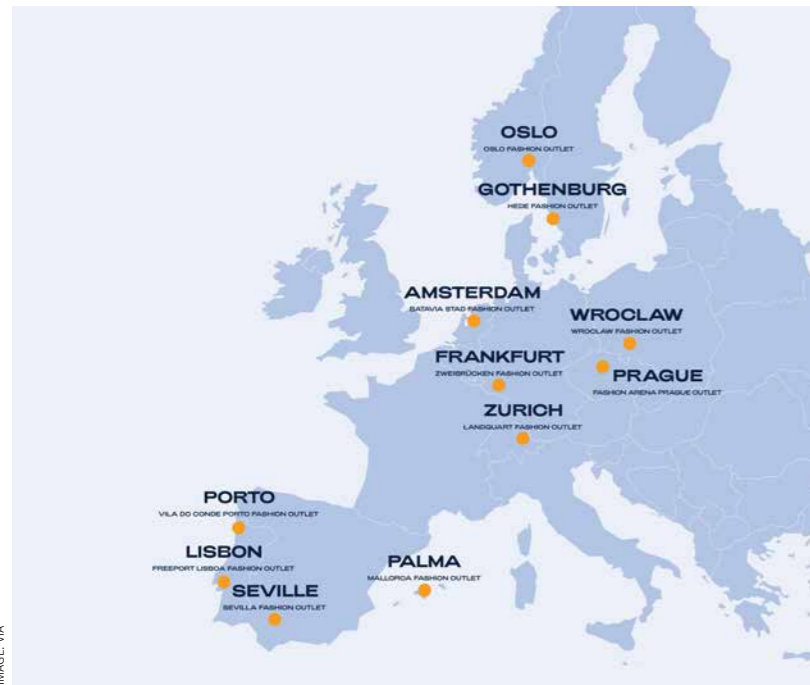 OSLO
OSLO FASHION OUTLET
GOTHENBURG
HEDE FASHION OUTLET
AMSTERDAM
BATAVIA STAD FASHION OUTLET
WROCLAW
WROCLAW FASHION OUTLET
FRANKFURT
ZWEIBRÜCKEN FASHION OUTLET
PRAGUE
FASHION ARENA PRAGUE OUTLET
ZURICH
LANDQUART FASHION OUTLET
PORTO
VILA DO CONDE PORTO FASHION OUTLET
LISBON
FREEPORT LISBOA FASHION OUTLET
PALMA
MALLORCA FASHION OUTLET
SEVILLE
SEVILLA FASHION OUTLET
IMAGE: VIA